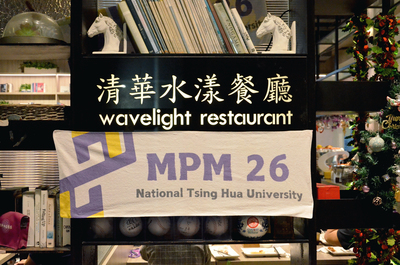 清華水漾餐廳
wavelight restaurant
MPM 26
National Tsing Hua University